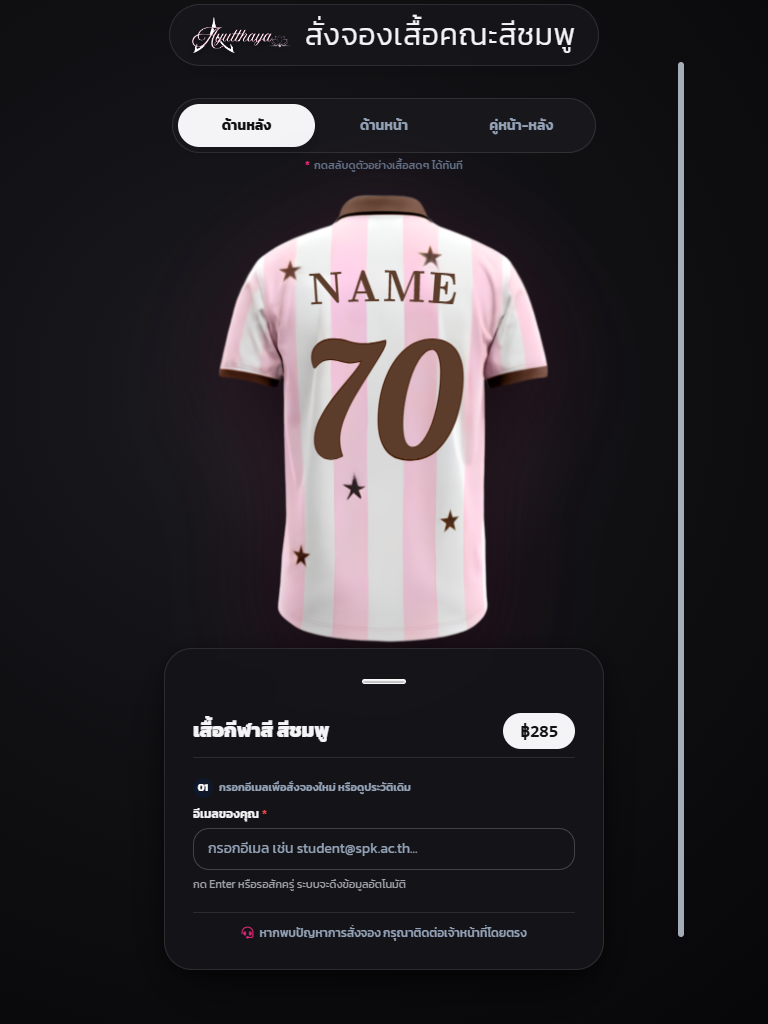 Ayutthaya
สั่งจองเสื้อคณะสีชมพู
ด้านหลัง
ด้านหน้า
คู่หน้า-หลัง
* กดสลับดูตัวอย่างเสื้อสดๆ ได้ทันที
NAME
70
เสื้อกีฬาสี สีชมพู
฿285
01 กรอกอีเมลเพื่อสั่งจองใหม่ หรือดูประวัติเดิม
อีเมลของคุณ *
กรอกอีเมล เช่น student@spk.ac.th...
กด Enter หรือรอสักครู่ ระบบจะดึงข้อมูลอัตโนมัติ
หากพบปัญหาการสั่งจอง กรุณาติดต่อเจ้าหน้าที่โดยตรง